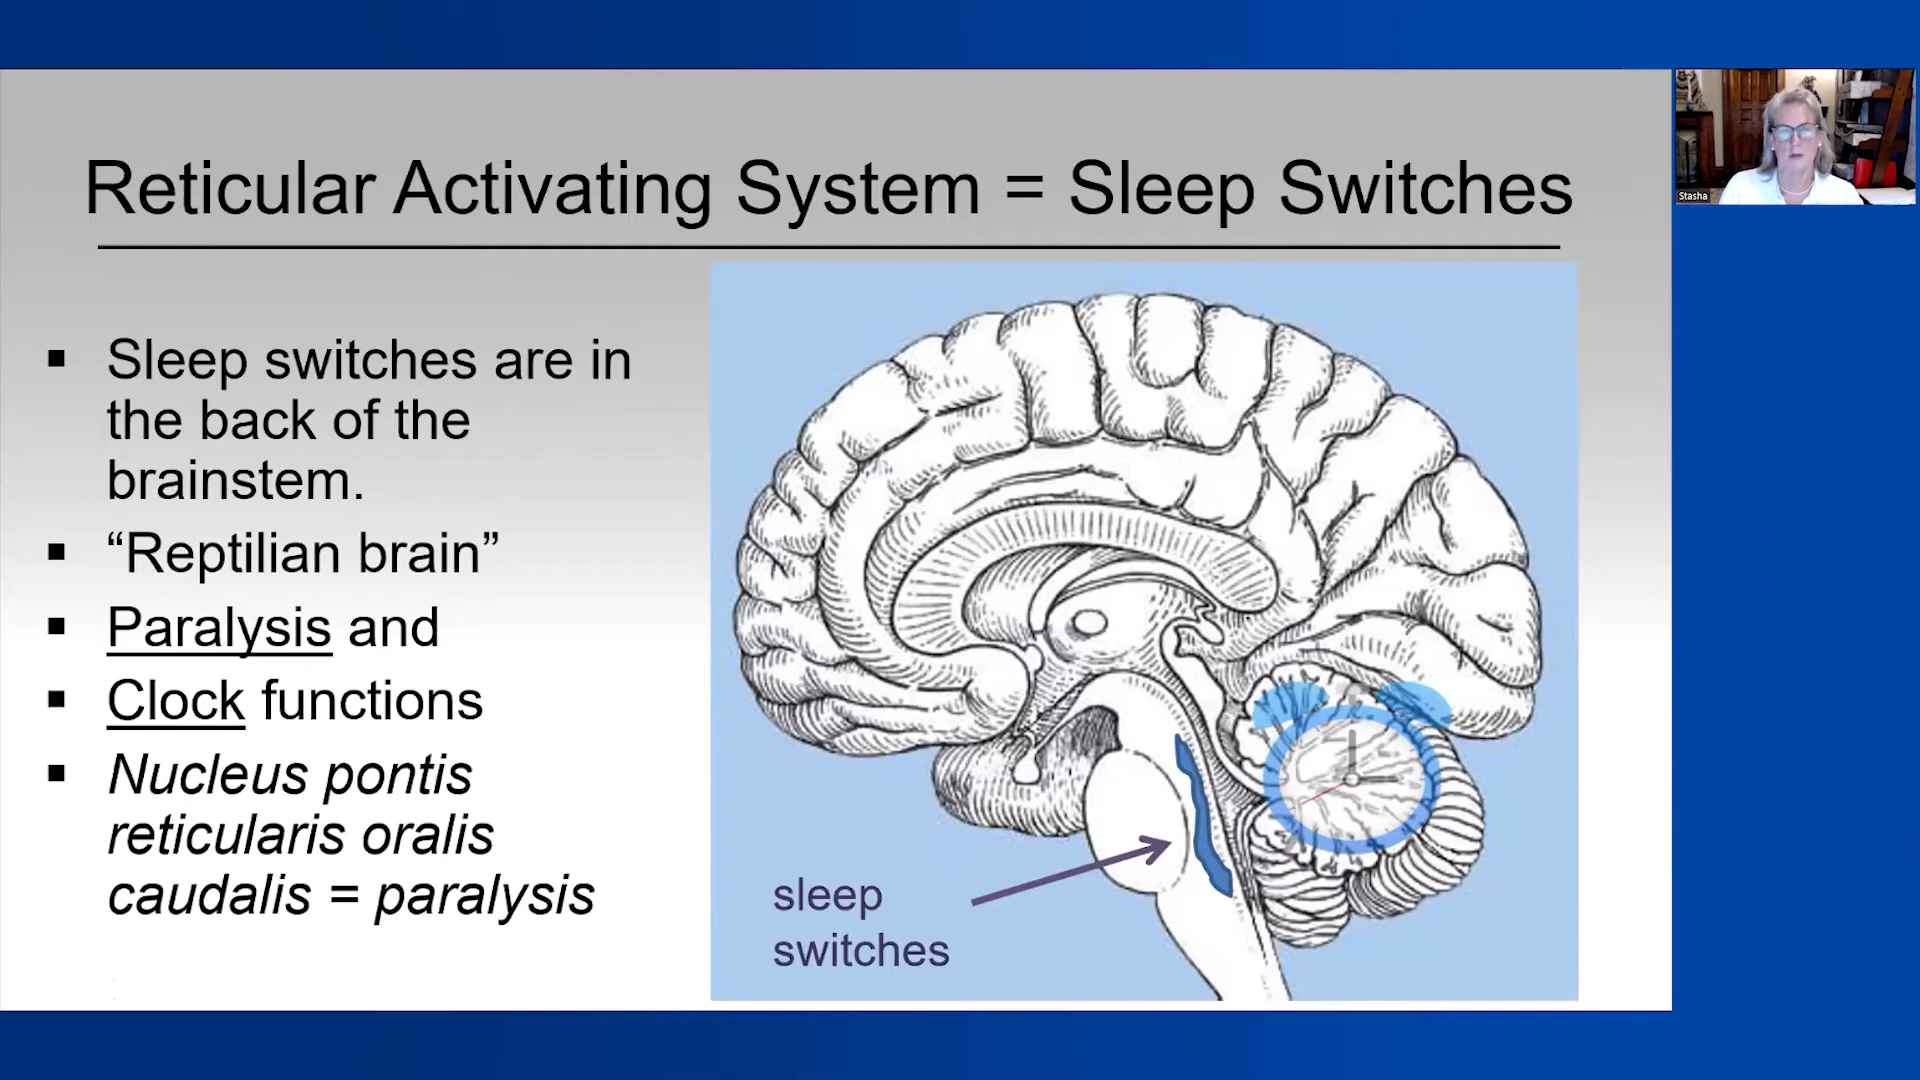 Reticular Activating System = Sleep Switches
Stasha
▪ Sleep switches are in
the back of the
brainstem.
▪ “Reptilian brain”
▪ Paralysis and
▪ Clock functions
▪ Nucleus pontis
reticularis oralis
caudalis = paralysis
sleep
switches